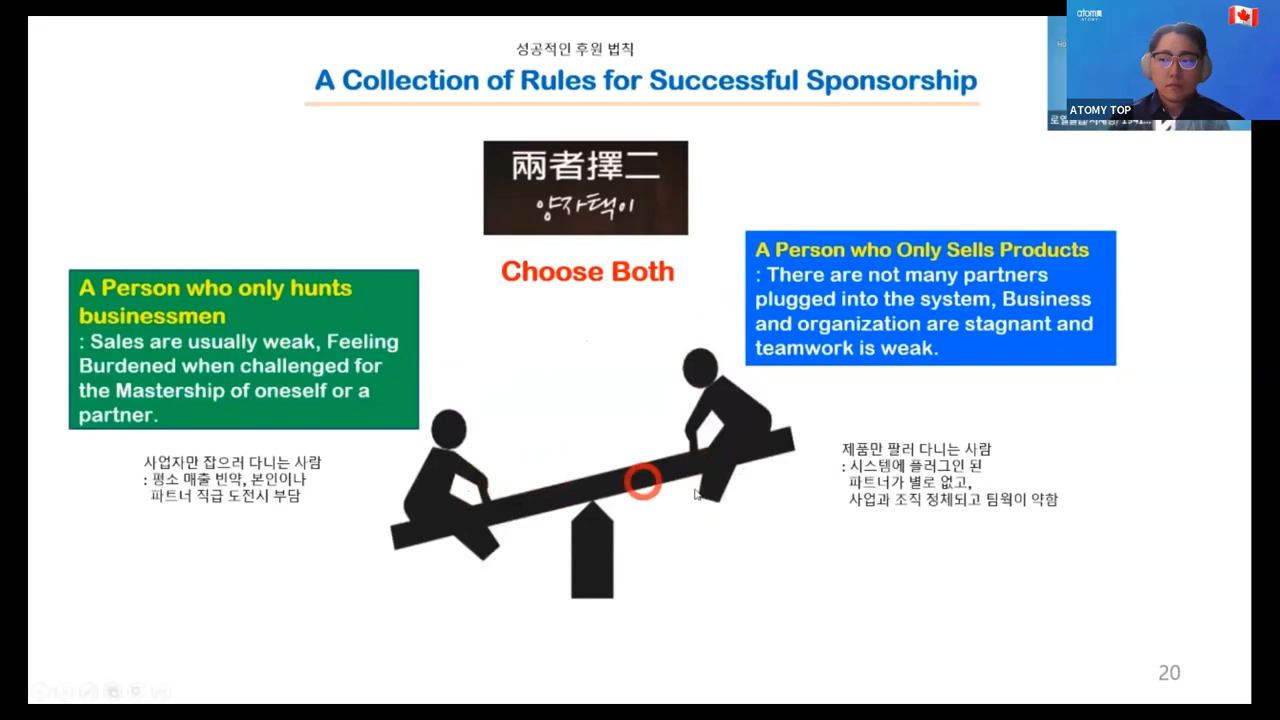 성공적인 후원 법칙
A Collection of Rules for Successful Sponsorship
兩者擇二
양자택이
Choose Both
A Person who only hunts
businessmen
: Sales are usually weak, Feeling
Burdened when challenged for
the Mastership of oneself or a
partner.
사업자만 잡으러 다니는 사람
: 평소 매출 빈약, 본인이나
파트너 직급 도전시 부담
A Person who Only Sells Products
: There are not many partners
plugged into the system, Business
and organization are stagnant and
teamwork is weak.
제품만 팔러 다니는 사람
: 시스템에 플러그인 된
파트너가 별로 없고,
사업과 조직 정체되고 팀웍이 약함
20
atom美
ATOMY
ATOMY TOP